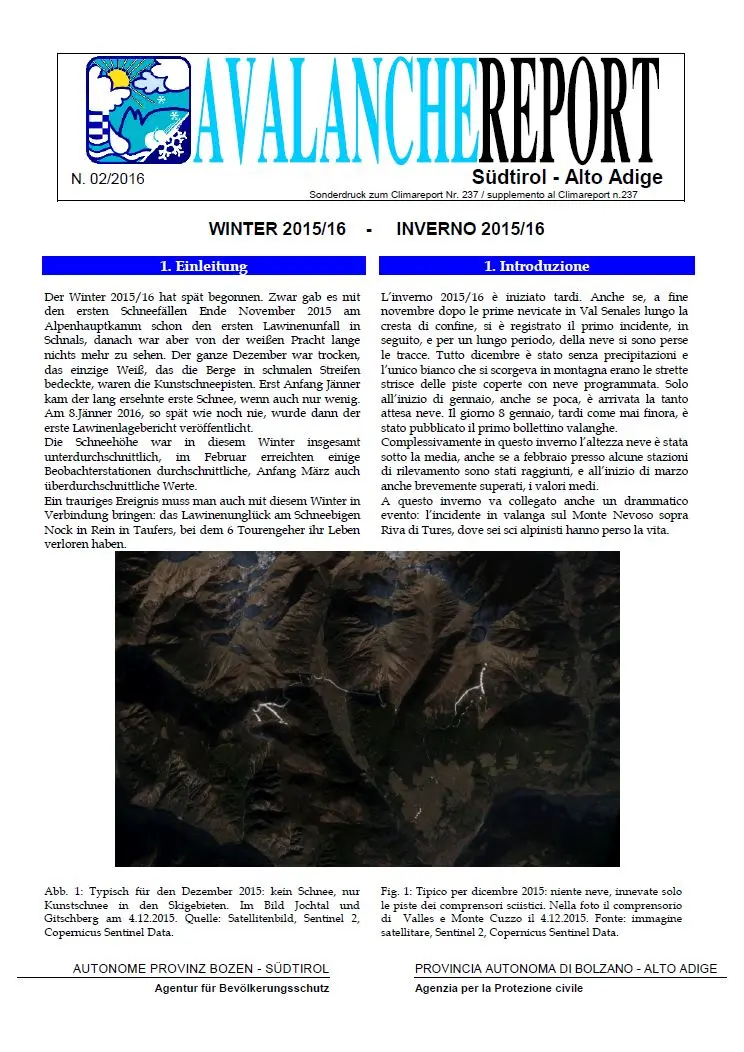 AVALANCHEREPORT
N. 02/2016
Südtirol - Alto Adige
Sonderdruck zum Climareport Nr. 237 / supplemento al Climareport n.237
WINTER 2015/16 - INVERNO 2015/16
1. Einleitung
Der Winter 2015/16 hat spät begonnen. Zwar gab es mit
den ersten Schneefällen Ende November 2015 am
Alpenhauptkamm schon den ersten Lawinenunfall in
Schnals, danach war aber von der weißen Pracht lange
nichts mehr zu sehen. Der ganze Dezember war trocken,
das einzige Weiß, das die Berge in schmalen Streifen
bedeckte, waren die Kunstschneepisten. Erst Anfang Jänner
kam der lang ersehnte erste Schnee, wenn auch nur wenig.
Am 8.Jänner 2016, so spät wie noch nie, wurde dann der
erste Lawinenlagebericht veröffentlicht.
Die Schneehöhe war in diesem Winter insgesamt
unterdurchschnittlich, im Februar erreichten einige
Beobachterstationen durchschnittliche, Anfang März auch
überdurchschnittliche Werte.
Ein trauriges Ereignis muss man auch mit diesem Winter in
Verbindung bringen: das Lawinenunglück am Schneebigen
Nock in Rein in Taufers, bei dem 6 Tourengeher ihr Leben
verloren haben.
1. Introduzione
L’inverno 2015/16 è iniziato tardi. Anche se, a fine
novembre dopo le prime nevicate in Val Senales lungo la
cresta di confine, si è registrato il primo incidente, in
seguito, e per un lungo periodo, della neve si sono perse
le tracce. Tutto dicembre è stato senza precipitazioni e
l’unico bianco che si scorgeva in montagna erano le strette
strisce delle piste coperte con neve programmata. Solo
all’inizio di gennaio, anche se poca, è arrivata la tanto
attesa neve. Il giorno 8 gennaio, tardi come mai finora, è
stato pubblicato il primo bollettino valanghe.
Complessivamente in questo inverno l’altezza neve è stata
sotto la media, anche se a febbraio presso alcune stazioni
di rilevamento sono stati raggiunti, e all’inizio di marzo
anche brevemente superati, i valori medi.
A questo inverno va collegato anche un drammatico
evento: l’incidente in valanga sul Monte Nevoso sopra
Riva di Tures, dove sei sci alpinisti hanno perso la vita.
Abb. 1: Typisch für den Dezember 2015: kein Schnee, nur
Kunstschnee in den Skigebieten. Im Bild Jochtal und
Gitschberg am 4.12.2015. Quelle: Satellitenbild, Sentinel 2,
Copernicus Sentinel Data.
Fig. 1: Tipico per dicembre 2015: niente neve, innevate solo
le piste dei comprensori sciistici. Nella foto il comprensorio
di Valles e Monte Cuzzo il 4.12.2015. Fonte: immagine
satellitare, Sentinel 2, Copernicus Sentinel Data.
AUTONOME PROVINZ BOZEN - SÜDTIROL
Agentur für Bevölkerungsschutz
PROVINCIA AUTONOMA DI BOLZANO - ALTO ADIGE
Agenzia per la Protezione civile